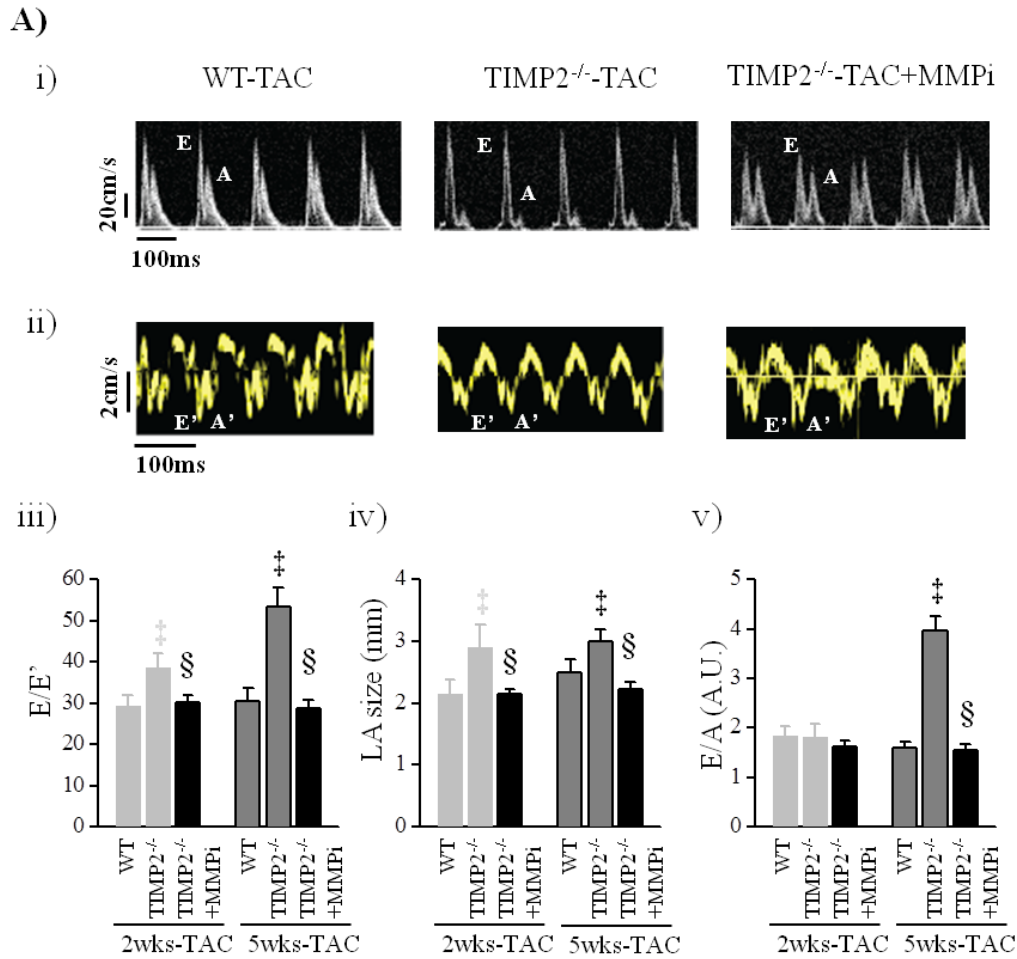 A)
i)
WT-TAC
TIMP2-/--TAC
TIMP2-/--TAC+MMPi
E
A
E
A
E
A
20cm/s
100ms
ii)
2cm/s
E’ A’
E’ A’
E’ A’
100ms
iii)
‡
‡
§
§
60
50
40
30
20
10
0
E/E’
WT
TIMP2-/-
TIMP2-/-
+MMPi
WT
TIMP2-/-
TIMP2-/-
+MMPi
2wks-TAC
5wks-TAC
iv)
‡
‡
§
§
4
3
2
1
0
LA size (mm)
WT
TIMP2-/-
TIMP2-/-
+MMPi
WT
TIMP2-/-
TIMP2-/-
+MMPi
2wks-TAC
5wks-TAC
v)
‡
§
5
4
3
2
1
0
E/A (A.U.)
WT
TIMP2-/-
TIMP2-/-
+MMPi
WT
TIMP2-/-
TIMP2-/-
+MMPi
2wks-TAC
5wks-TAC